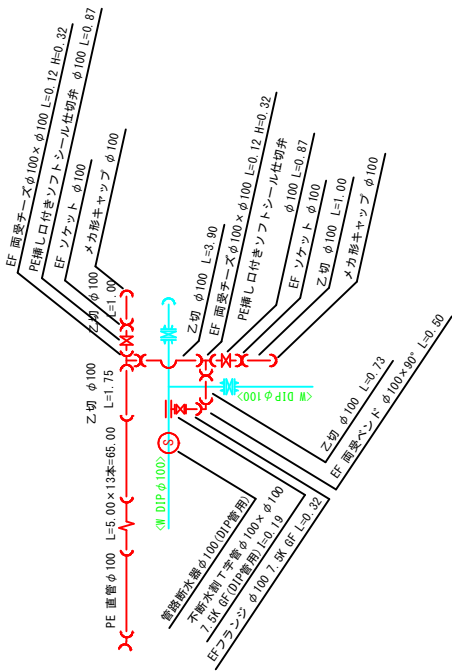 EF 両受チーズφ100×φ100 L=0.12 H=0.32
PE挿し口付きソフトシール仕切弁 φ100 L=0.87
EF ソケット φ100
乙切 φ100
L=1.00
メカ形キャップ φ100
乙切 φ100 L=3.90
EF 両受チーズφ100×φ100 L=0.12 H=0.32
PE挿し口付きソフトシール仕切弁
φ100 L=0.87
EF ソケット φ100
乙切 φ100 L=1.00
メカ形キャップ φ100
乙切 φ100
L=1.75
PE 直管φ100 L=5.00×13本=65.00
<W DIPφ100>
<W DIPφ100>
S
乙切 φ100 L=0.73
EF 両受ベンド φ100×90° L=0.50
管路断水器φ100(DIP管用)
不断水割T字管φ100×φ100
7.5K GF(DIP管用) l=0.19
EFフランジ φ100 7.5K GF L=0.32